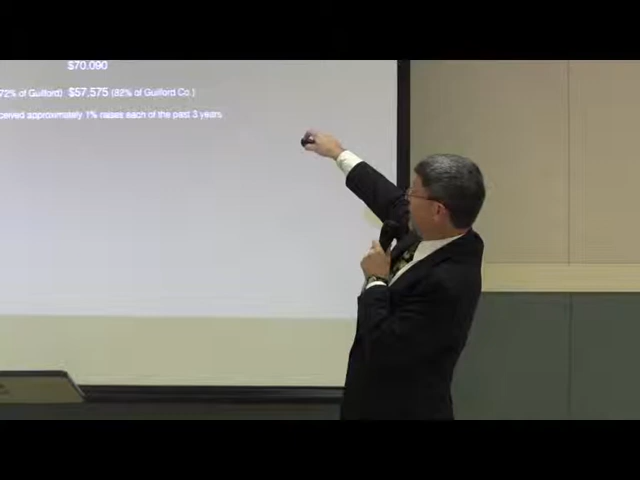 $70,090
72% of Guilford) $57,575 (82% of Guilford Co.)
ceived approximately 1% raises each of the past 3 years.